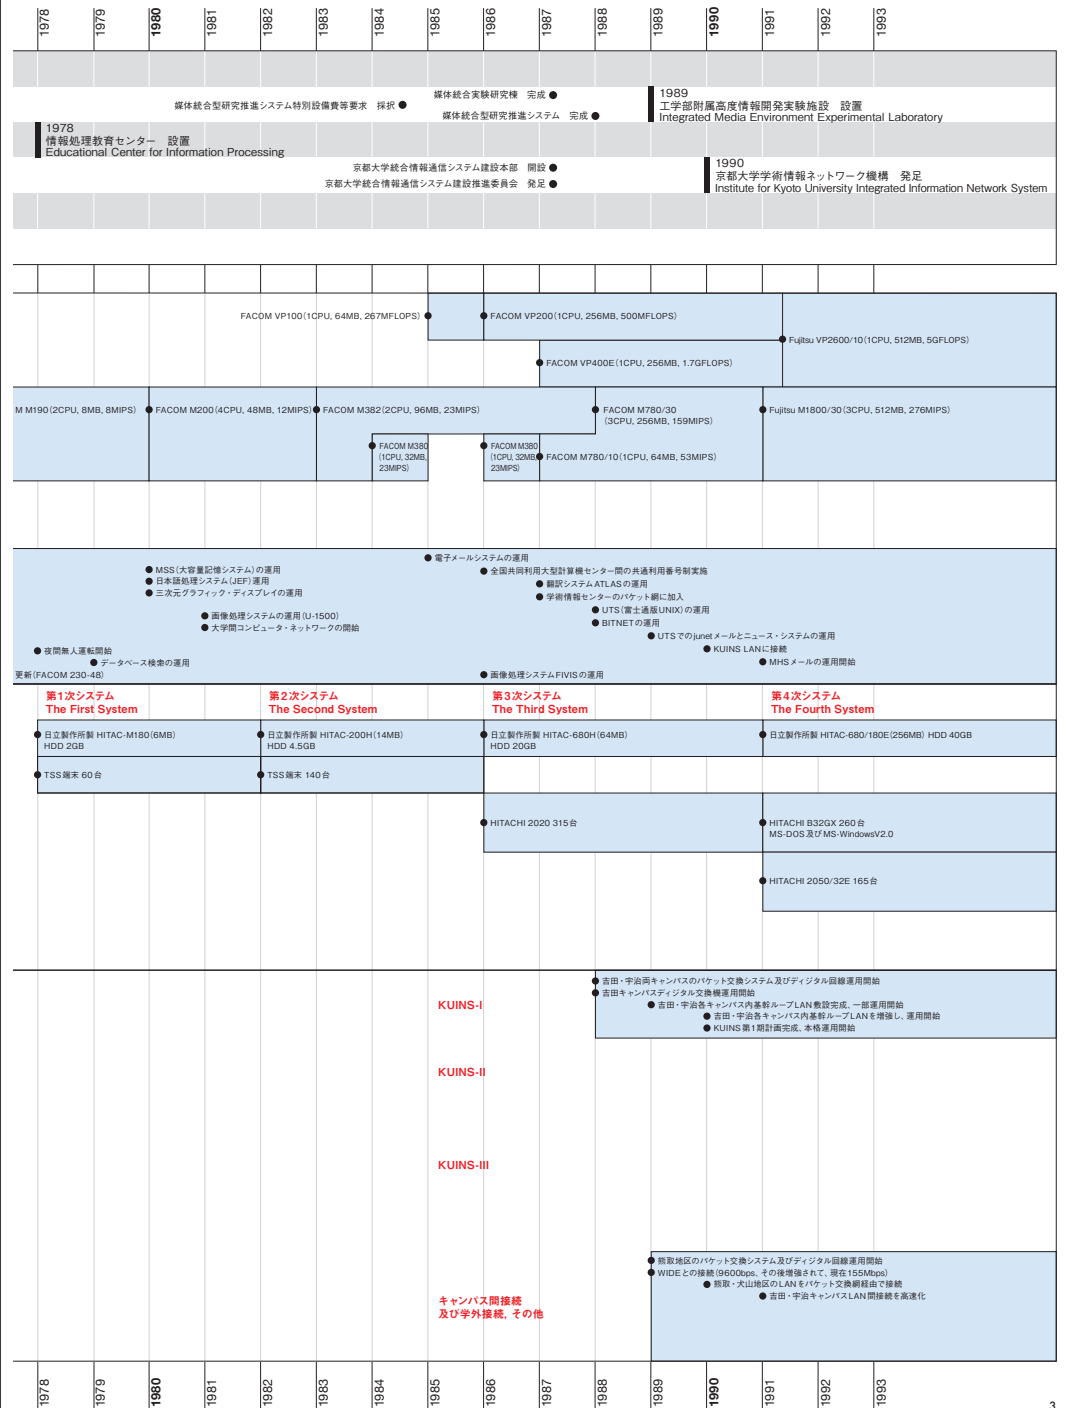 1978
1979
1980
1981
1982
1983
1984
1985
1986
1987
1988
1989
1990
1991
1992
1993
媒体統合実験研究棟　完成
媒体統合型研究推進システム特別設備費等要求　採択
媒体統合型研究推進システム　完成
1989
工学部附属高度情報開発実験施設　設置
Integrated Media Environment Experimental Laboratory
1978
情報処理教育センター　設置
Educational Center for Information Processing
京都大学統合情報通信システム建設本部　開設
京都大学統合情報通信システム建設推進委員会　発足
1990
京都大学学術情報ネットワーク機構　発足
Institute for Kyoto University Integrated Information Network System
FACOM VP100(1CPU, 64MB, 267MFLOPS)
FACOM VP200(1CPU, 256MB, 500MFLOPS)
Fujitsu VP2600/10(1CPU, 512MB, 5GFLOPS)
FACOM VP400E(1CPU, 256MB, 1.7GFLOPS)
M M190(2CPU, 8MB, 8MIPS)
FACOM M200(4CPU, 48MB, 12MIPS)
FACOM M382(2CPU, 96MB, 23MIPS)
FACOM M780/30
(3CPU, 256MB, 159MIPS)
Fujitsu M1800/30(3CPU, 512MB, 276MIPS)
FACOM M380
(1CPU, 32MB,
23MIPS)
FACOM M380
(1CPU, 32MB,
23MIPS)
FACOM M780/10(1CPU, 64MB, 53MIPS)
電子メールシステムの運用
MSS(大容量記憶システム)の運用
全国共同利用大型計算機センター間の共通利用番号制実施
日本語処理システム(JEF)運用
翻訳システムATLASの運用
三次元グラフィック・ディスプレイの運用
学術情報センターのパケット網に加入
UTS(富士通版UNIX)の運用
画像処理システムの運用(U-1500)
BITNETの運用
大学間コンピュータ・ネットワークの開始
UTSでのjunetメールとニュース・システムの運用
夜間無人運転開始
KUINS LANに接続
データベース検索の運用
MHSメールの運用開始
更新(FACOM 230-48)
画像処理システムFIVISの運用
第1次システム
The First System
第2次システム
The Second System
第3次システム
The Third System
第4次システム
The Fourth System
日立製作所製 HITAC-M180(6MB)
HDD 2GB
日立製作所製 HITAC-200H(14MB)
HDD 4.5GB
日立製作所製 HITAC-680H(64MB)
HDD 20GB
日立製作所製 HITAC-680/180E(256MB) HDD 40GB
TSS端末 60台
TSS端末 140台
HITACHI 2020 315台
HITACHI B32GX 260台
MS-DOS及びMS-WindowsV2.0
HITACHI 2050/32E 165台
吉田・宇治両キャンパスのパケット交換システム及びディジタル回線運用開始
吉田キャンパスディジタル交換機運用開始
KUINS-I
吉田・宇治各キャンパス内基幹ループLAN敷設完成、一部運用開始
吉田・宇治各キャンパス内基幹ループLANを増強し、運用開始
KUINS第1期計画完成、本格運用開始
KUINS-II
KUINS-III
熊取地区のパケット交換システム及びディジタル回線運用開始
WIDEとの接続(9600bps、その後増強されて、現在155Mbps)
熊取・犬山地区のLANをパケット交換網経由で接続
吉田・宇治キャンパスLAN間接続を高速化
キャンパス間接続
及び学外接続, その他
1978
1979
1980
1981
1982
1983
1984
1985
1986
1987
1988
1989
1990
1991
1992
1993
3